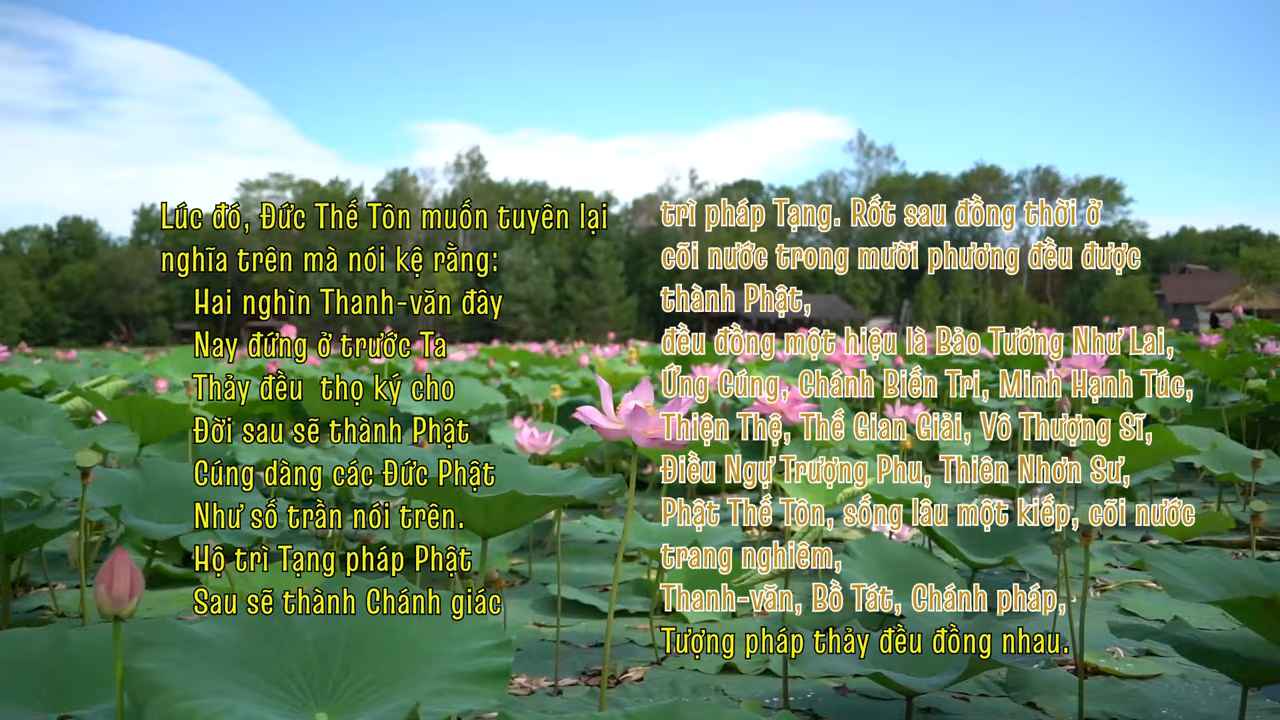 Lúc đó, Đức Thế Tôn muốn tuyên lại
nghĩa trên mà nói kệ rằng:
Hai nghìn Thanh-văn đây
Nay đứng ở trước Ta
Thảy đều thọ ký cho
Đời sau sẽ thành Phật
Cúng dàng các Đức Phật
Như số trần nói trên.
Hộ trì Tạng pháp Phật
Sau sẽ thành Chánh giác
trì pháp Tạng. Rốt sau đồng thời ở
cõi nước trong mười phương đều được
thành Phật,
đều đồng một hiệu là Bảo Tướng Như Lai,
Ứng Cúng, Chánh Biến Tri, Minh Hạnh Túc,
Thiện Thệ, Thế Gian Giải, Vô Thượng Sĩ,
Điều Ngự Trượng Phu, Thiên Nhơn Sư,
Phật Thế Tôn, sống lâu một kiếp, cõi nước
trang nghiêm,
Thanh-văn, Bồ Tát, Chánh pháp,
Tượng pháp thảy đều đồng nhau.